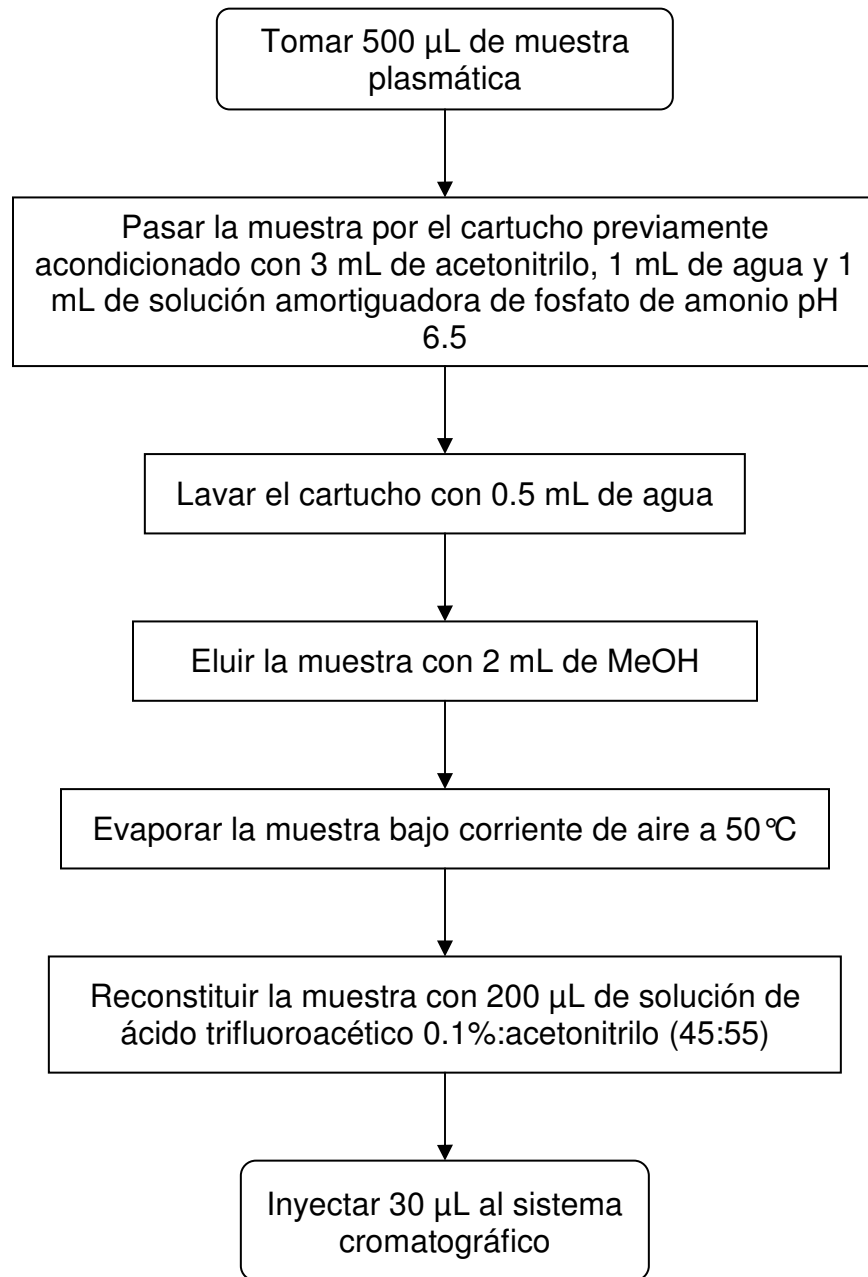 Tomar 500 µL de muestra
plasmática
Pasar la muestra por el cartucho previamente
acondicionado con 3 mL de acetonitrilo, 1 mL de agua y 1
mL de solución amortiguadora de fosfato de amonio pH
6.5
Lavar el cartucho con 0.5 mL de agua
Eluir la muestra con 2 mL de MeOH
Evaporar la muestra bajo corriente de aire a 50°C
Reconstituir la muestra con 200 µL de solución de
ácido trifluoroacético 0.1%:acetonitrilo (45:55)
Inyectar 30 µL al sistema
cromatográfico